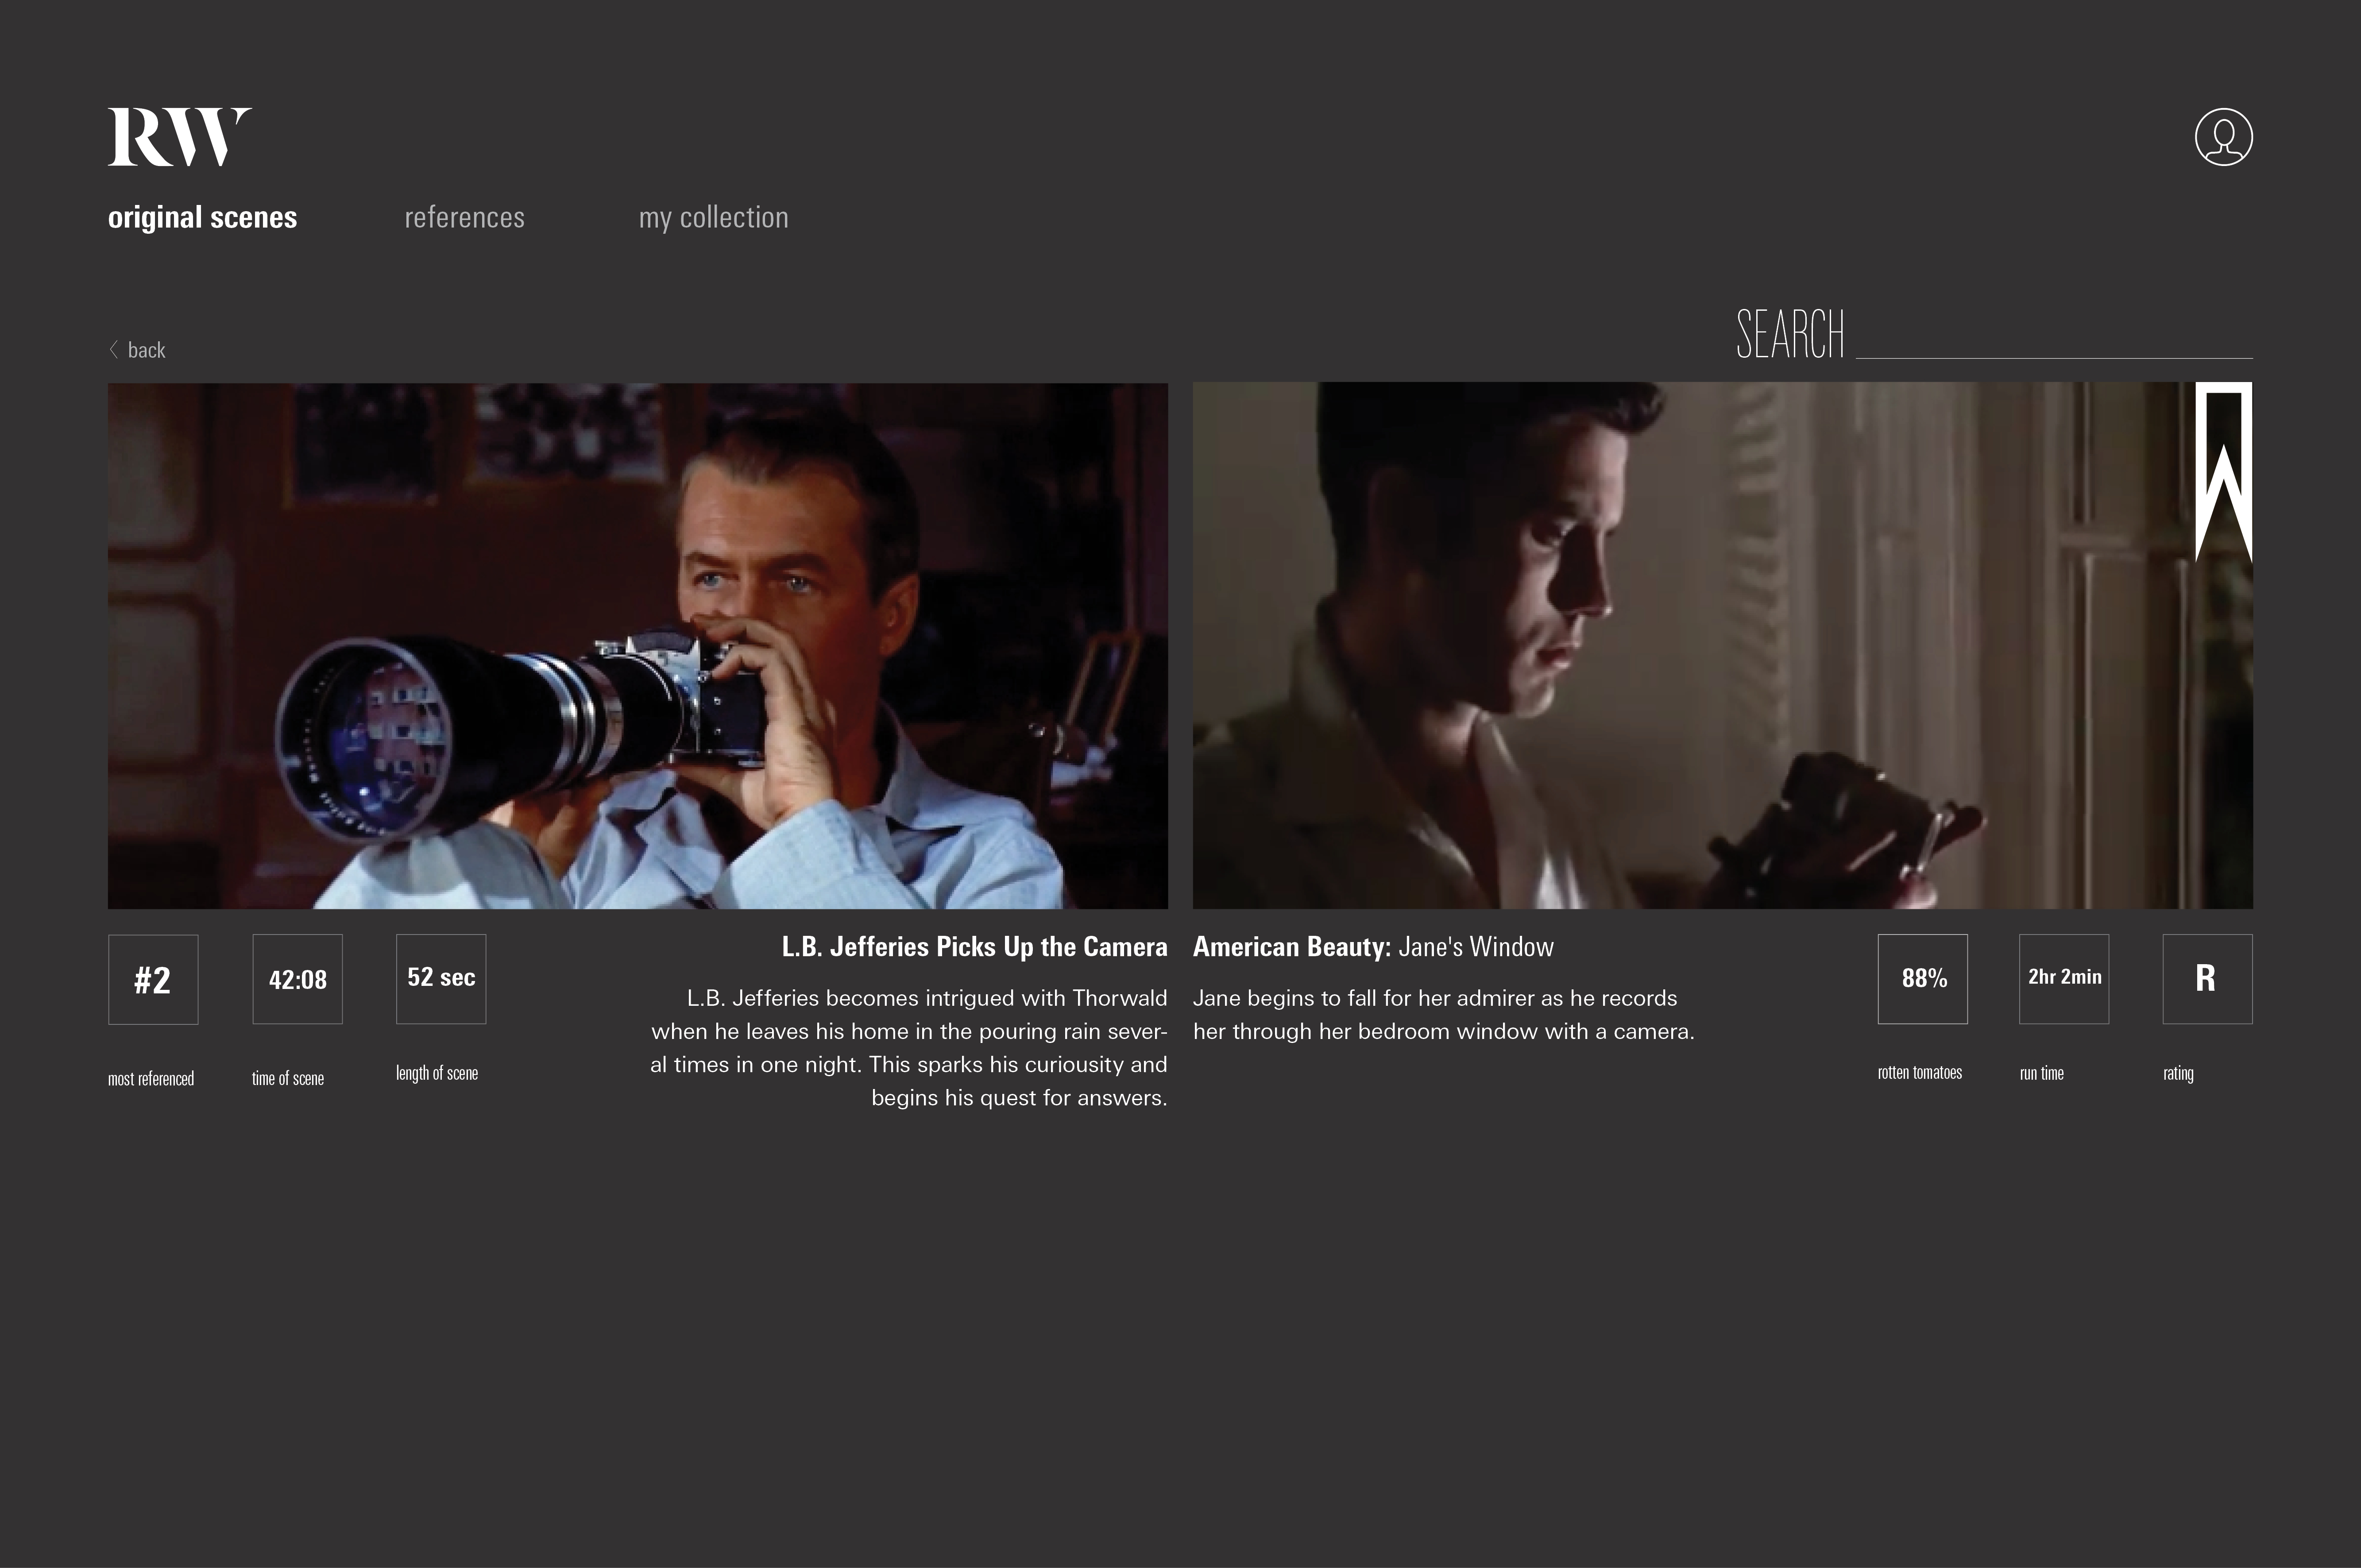 RW
original scenes
references
my collection
back
SEARCH
#2
42:08
52 sec
most referenced
time of scene
length of scene
L.B. Jefferies Picks Up the Camera
L.B. Jefferies becomes intrigued with Thorwald
when he leaves his home in the pouring rain sever-
al times in one night. This sparks his curiousity and
begins his quest for answers.
American Beauty: Jane's Window
Jane begins to fall for her admirer as he records
her through her bedroom window with a camera.
88%
2hr 2min
R
rotten tomatoes
run time
rating